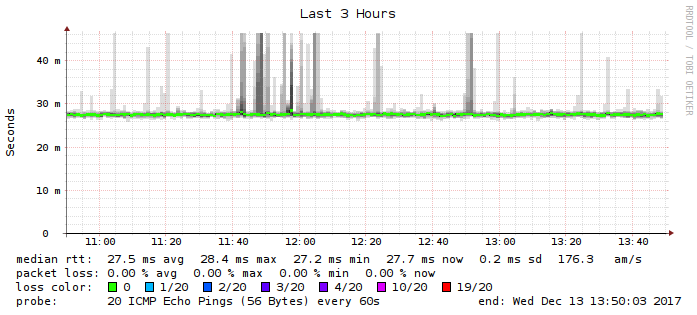 Last 3 Hours
RRDTOOL / TOBI OETIKER
Seconds
40 m
30 m
20 m
10 m
0
11:00 11:20 11:40 12:00 12:20 12:40 13:00 13:20 13:40
median rtt: 27.5 ms avg 28.4 ms max 27.2 ms min 27.7 ms now 0.2 ms sd 176.3 am/s
packet loss: 0.00 % avg 0.00 % max 0.00 % min 0.00 % now
loss color: 0 1/20 2/20 3/20 4/20 10/20 19/20
probe: 20 ICMP Echo Pings (56 Bytes) every 60s end: Wed Dec 13 13:50:03 2017